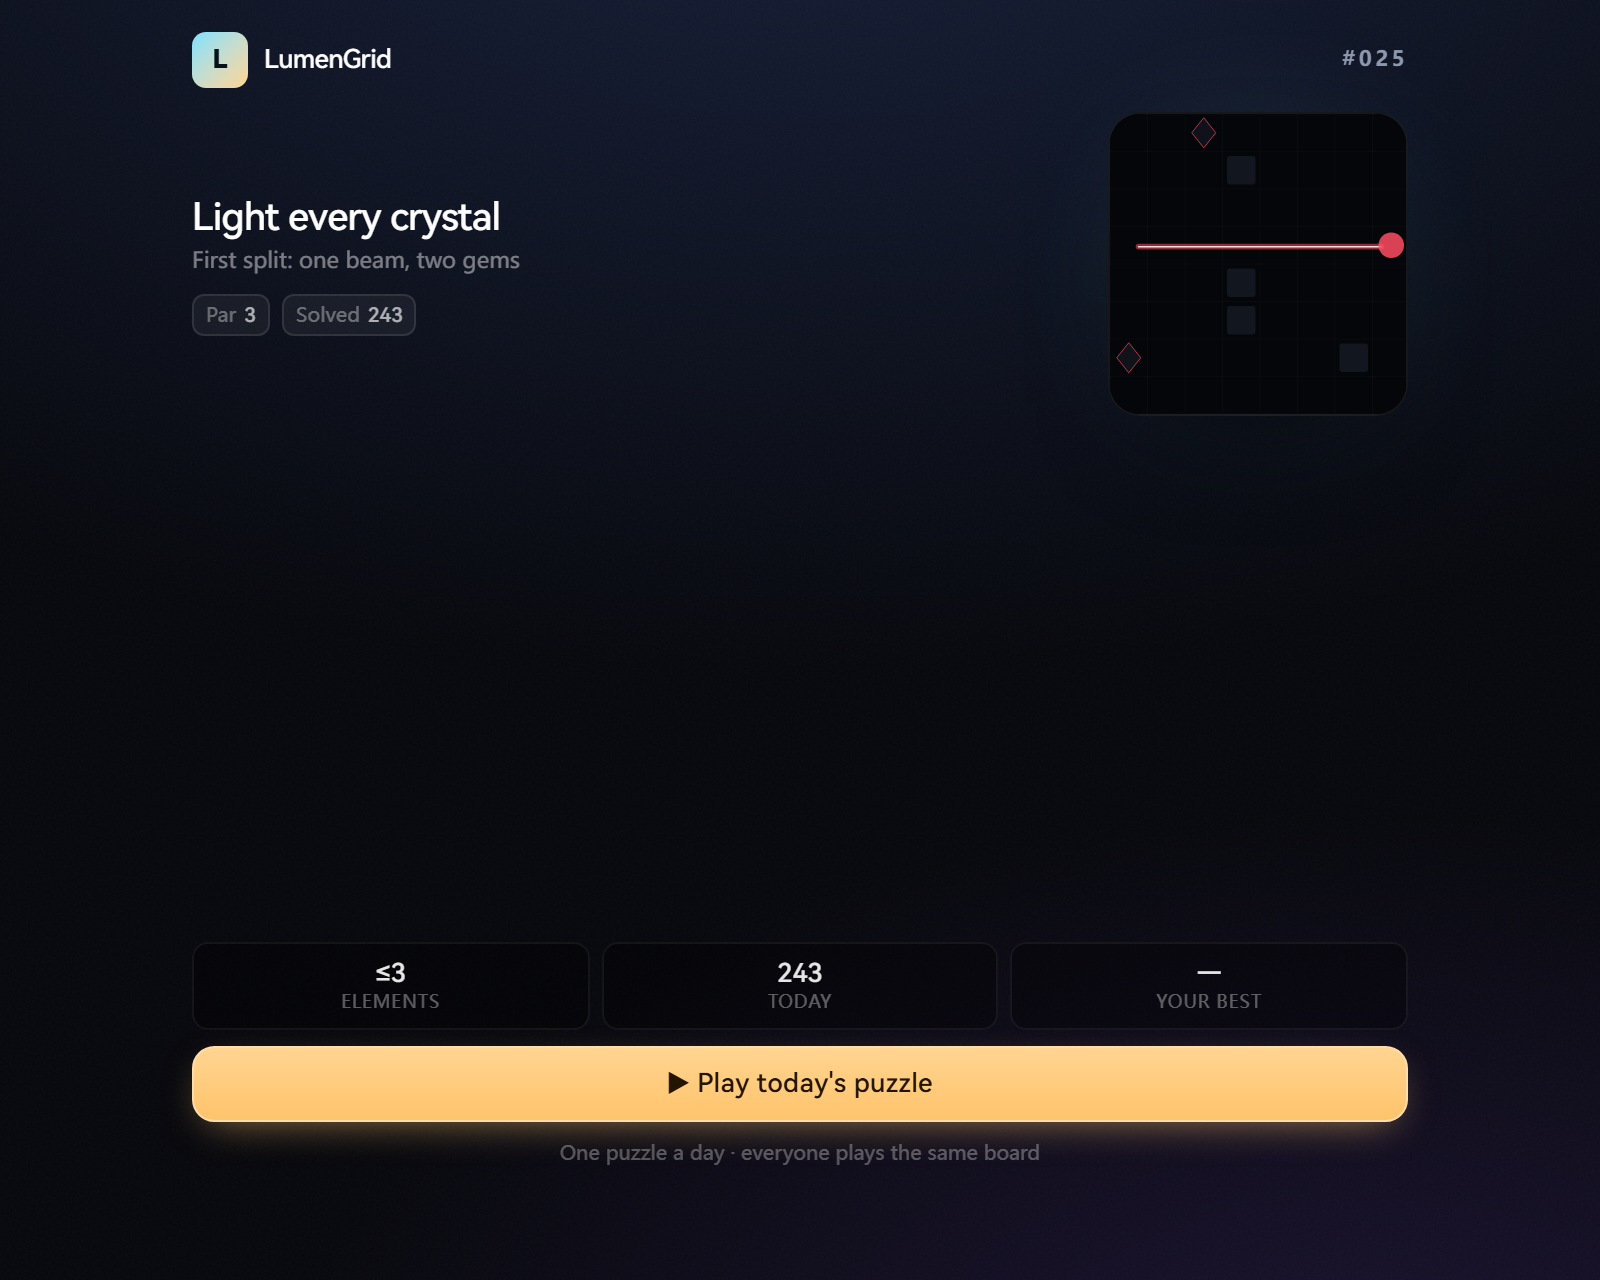 L LumenGrid
#025
Light every crystal
First split: one beam, two gems
Par 3
Solved 243
≤3
ELEMENTS
243
TODAY
—
YOUR BEST
▶ Play today's puzzle
One puzzle a day · everyone plays the same board